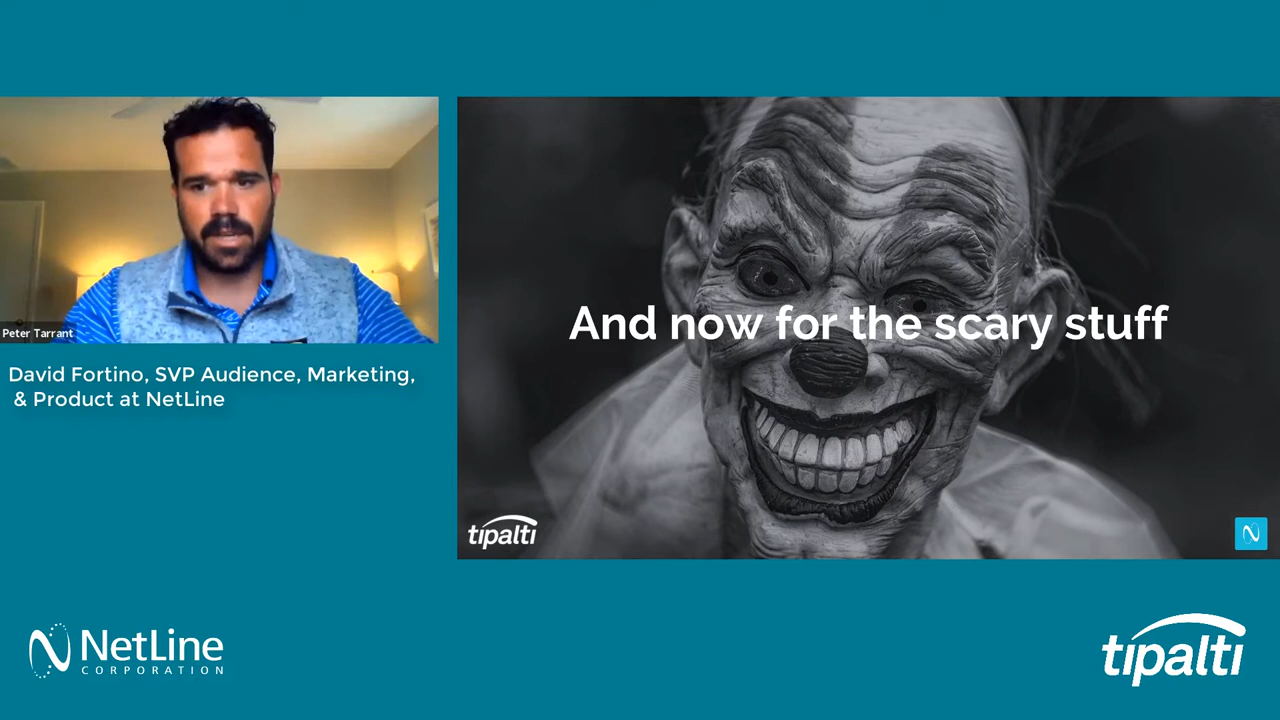 Peter Tarrant
David Fortino, SVP Audience, Marketing,
& Product at NetLine
And now for the scary stuff
tipalti
NetLine
CORPORATION
tipalti